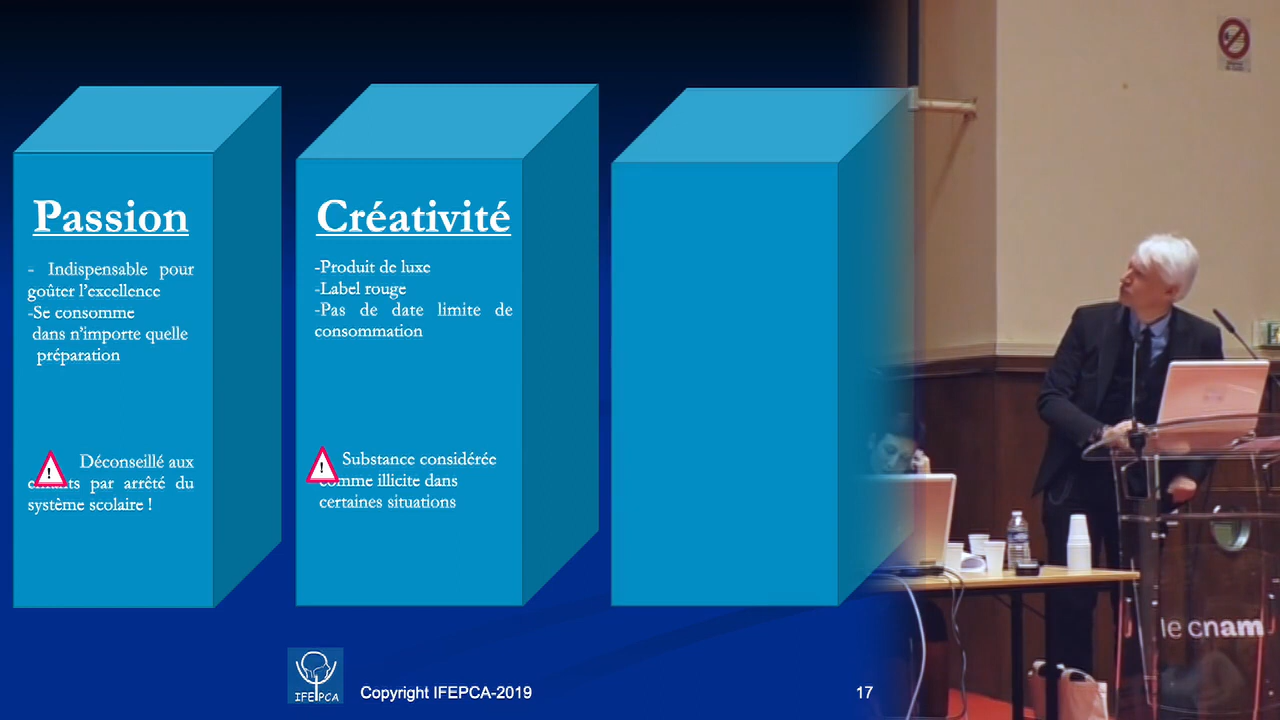 Passion
- Indispensable pour
goûter l'excellence
-Se consomme
dans n'importe quelle
préparation
Déconseillé aux
par arrêté du
système scolaire !
Créativité
-Produit de luxe
-Label rouge
-Pas de date limite de
consommation
Substance considérée
comme illicite dans
certaines situations
IFEPCA
Copyright IFEPCA-2019
17
le cnam